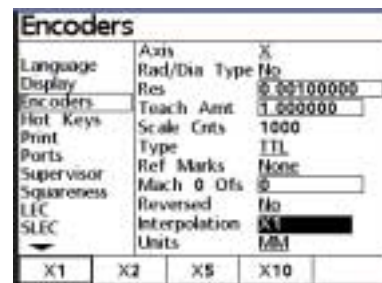 Encoders
Language
Display
Encoders
Hot Keys
Print
Ports
Supervisor
Squareness
LEC
SLEC
Axis X
Rad/Dia Type No
Res 0.00100000
Teach Amt 1.000000
Scale Cnts 1000
Type TTL
Ref Marks None
Mach 0 Ofs 0
Reversed No
Interpolation X1
Units MM
X1 X2 X5 X10